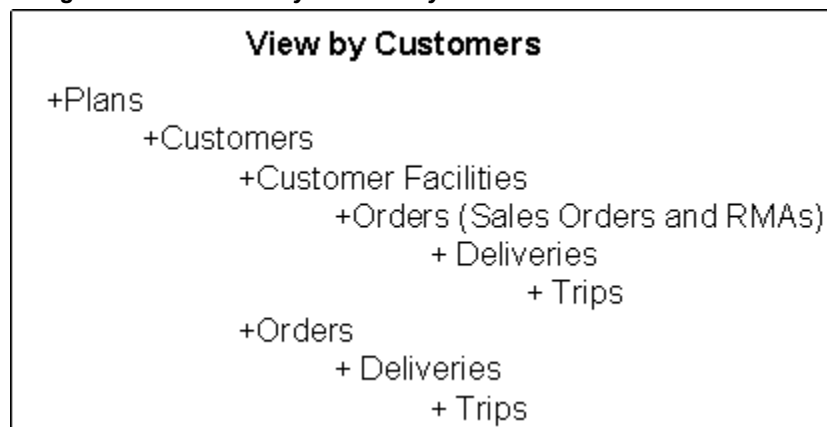 View by Customers
+Plans
+Customers
+Customer Facilities
+Orders (Sales Orders and RMAs)
+ Deliveries
+ Trips
+Orders
+ Deliveries
+ Trips